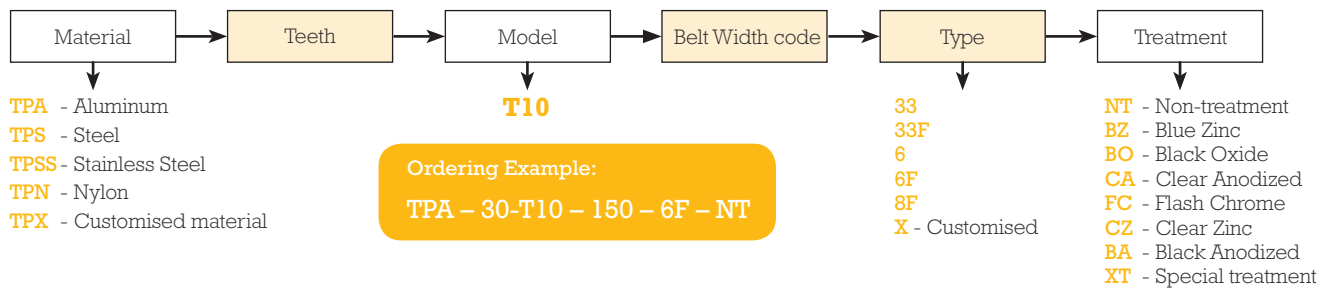 Material Teeth Model Belt Width code Type Treatment
TPA - Aluminum
TPS - Steel
TPSS - Stainless Steel
TPN - Nylon
TPX - Customised material
T10
Ordering Example:
TPA – 30-T10 – 150 – 6F – NT
33
33F
6
6F
8F
X - Customised
NT - Non-treatment
BZ - Blue Zinc
BO - Black Oxide
CA - Clear Anodized
FC - Flash Chrome
CZ - Clear Zinc
BA - Black Anodized
XT - Special treatment